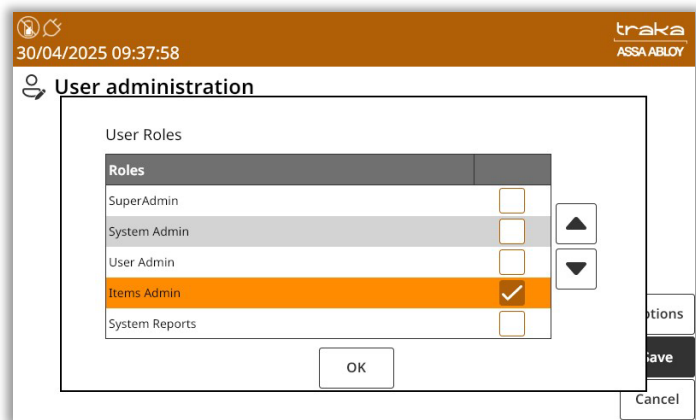 traka
30/04/2025 09:37:58
ASSA ABLOY
User administration
User Roles
Roles
SuperAdmin
System Admin
User Admin
Items Admin
System Reports
OK
ptions
Save
Cancel